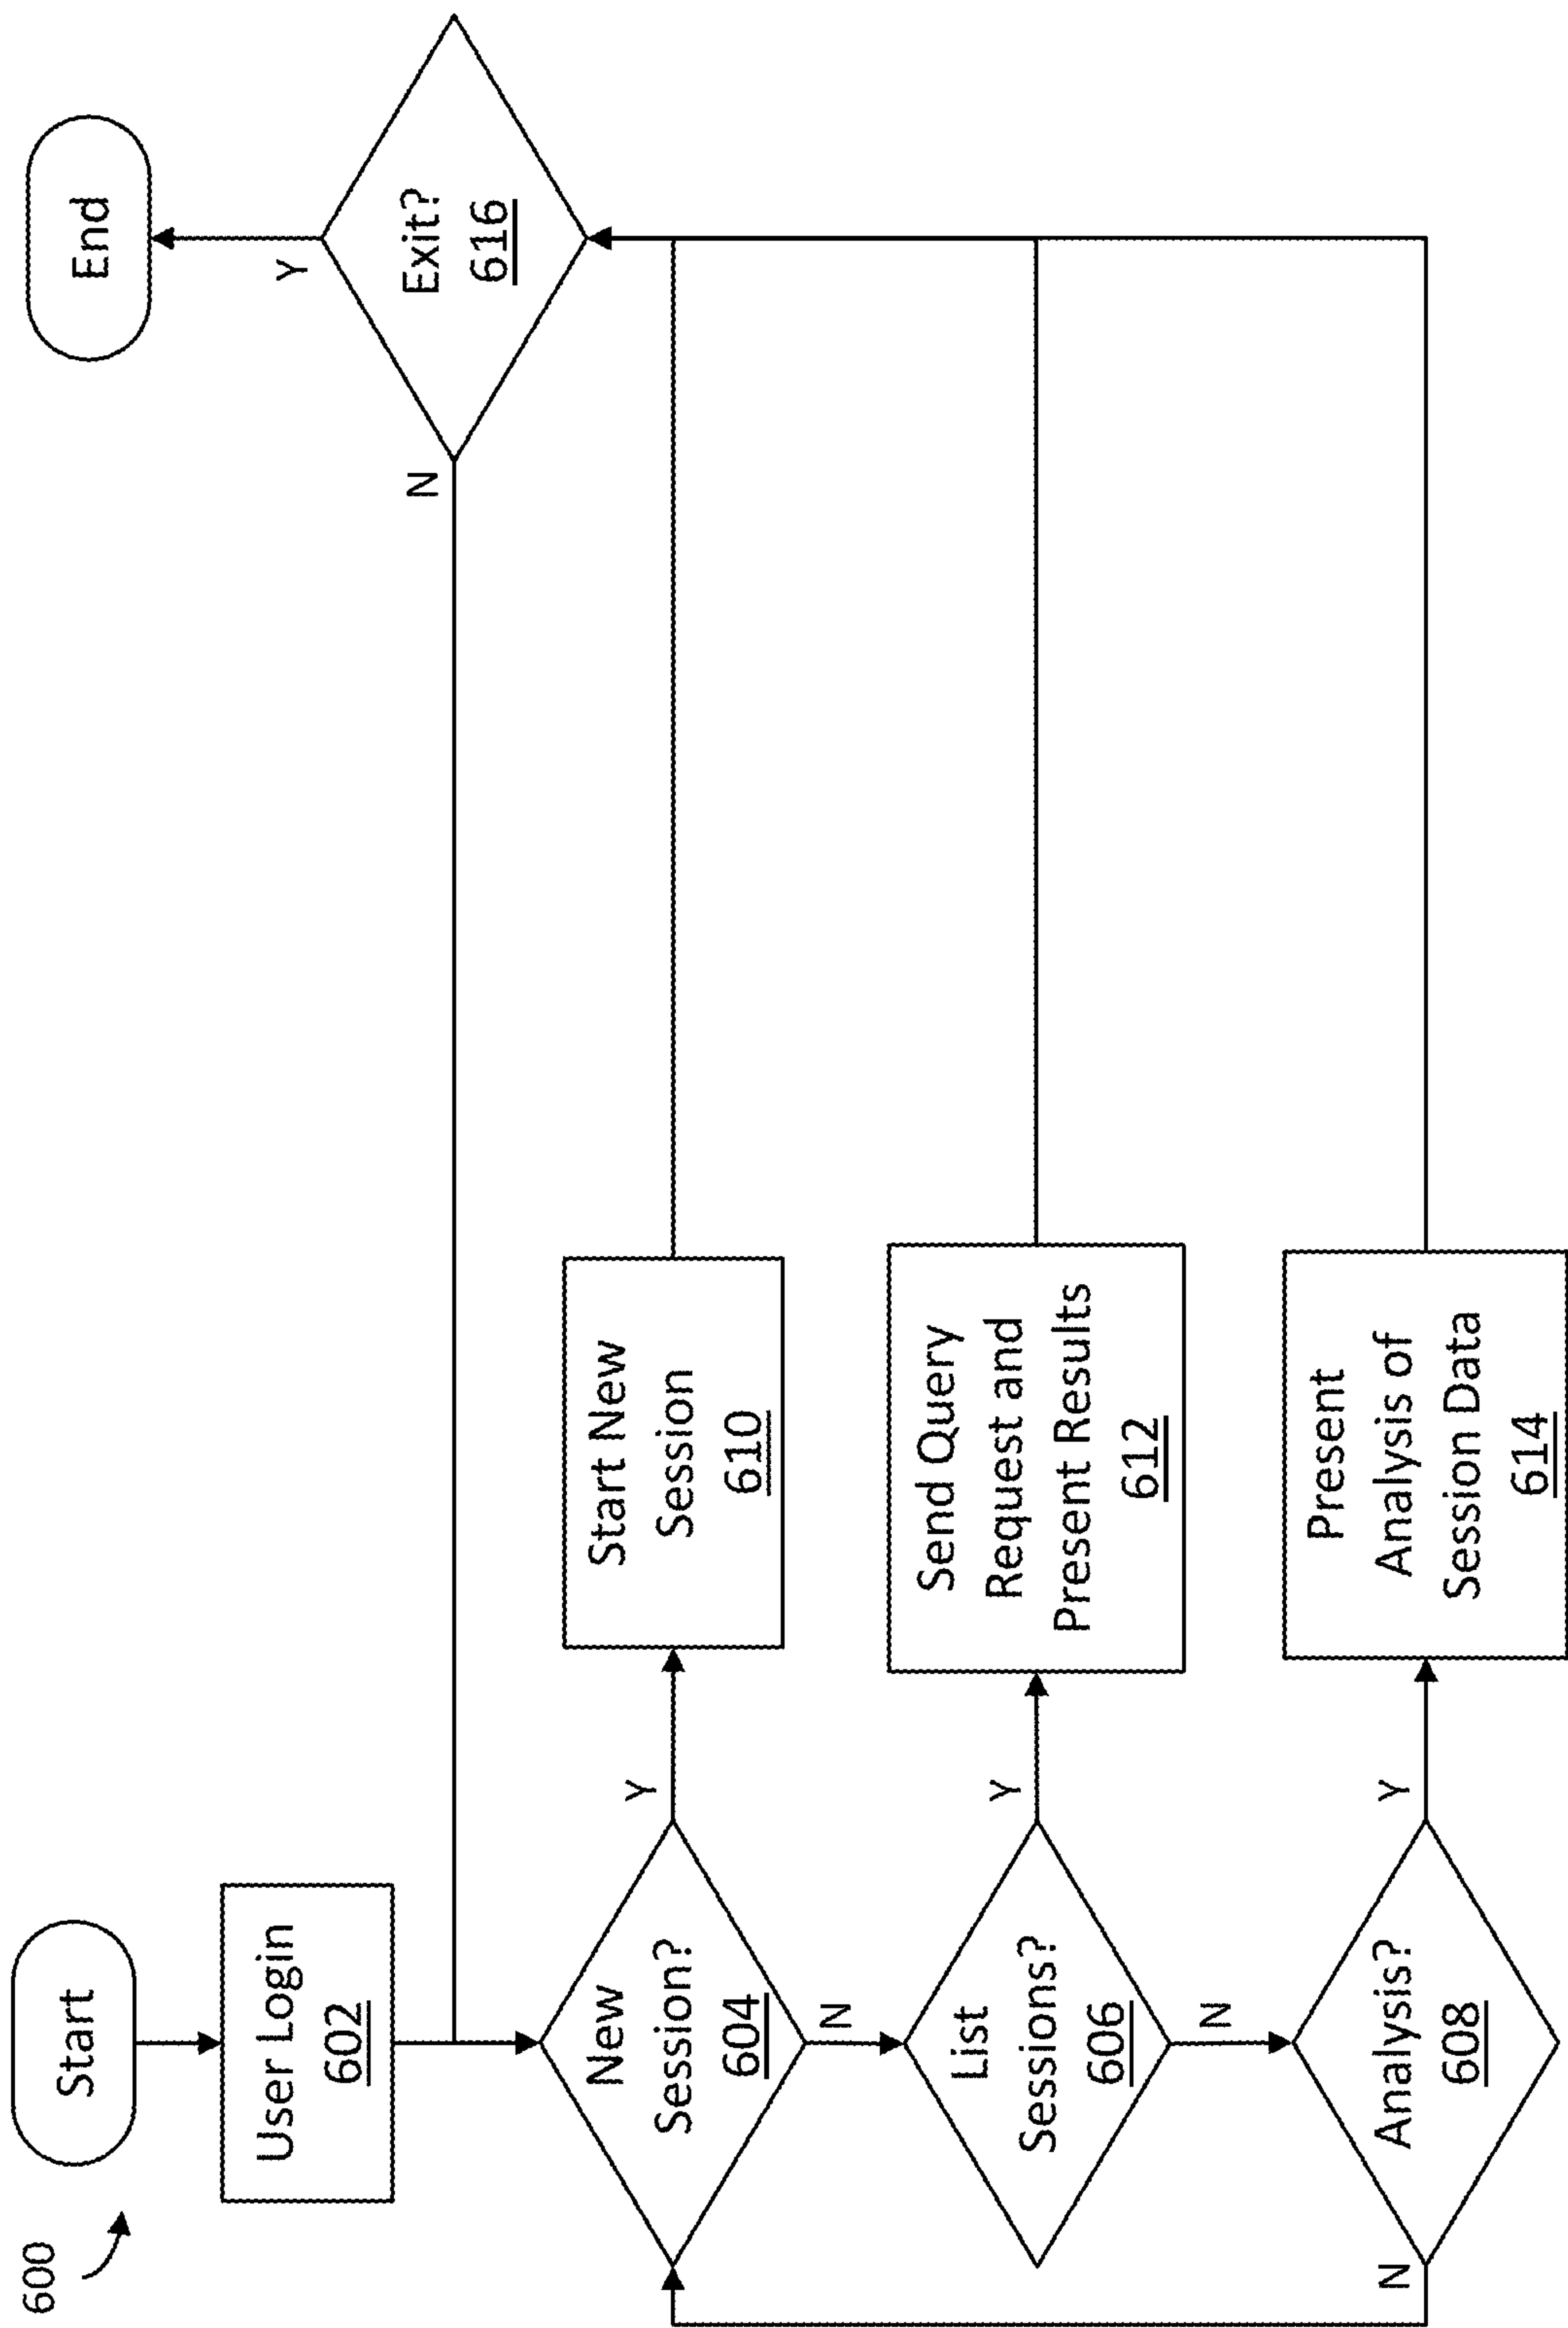 600
Start
User Login
602
New
Session?
604
Y
N
Start New
Session
610
List
Sessions?
606
Y
N
Send Query
Request and
Present Results
612
Analysis?
608
Y
N
Present
Analysis of
Session Data
614
Exit?
616
N
Y
End